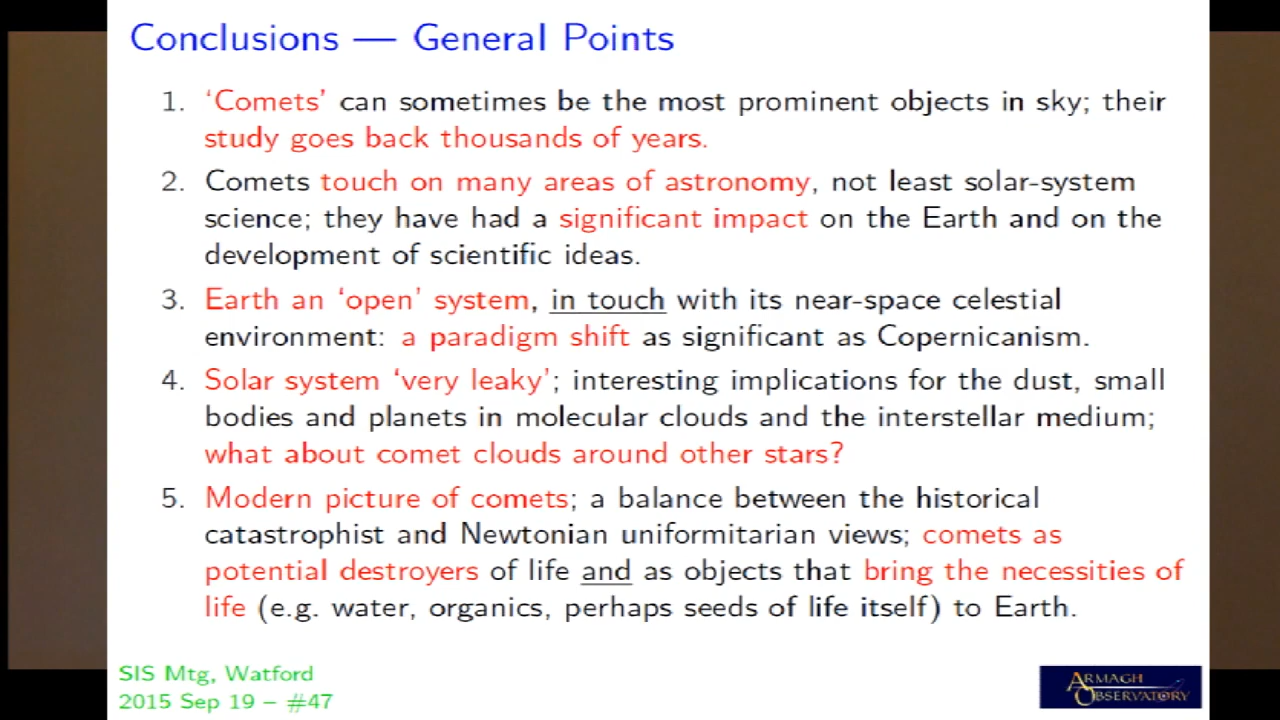 Conclusions — General Points
1. ‘Comets’ can sometimes be the most prominent objects in sky; their
study goes back thousands of years.
2. Comets touch on many areas of astronomy, not least solar-system
science; they have had a significant impact on the Earth and on the
development of scientific ideas.
3. Earth an ‘open’ system, in touch with its near-space celestial
environment: a paradigm shift as significant as Copernicanism.
4. Solar system ‘very leaky’; interesting implications for the dust, small
bodies and planets in molecular clouds and the interstellar medium;
what about comet clouds around other stars?
5. Modern picture of comets; a balance between the historical
catastrophist and Newtonian uniformitarian views; comets as
potential destroyers of life and as objects that bring the necessities of
life (e.g. water, organics, perhaps seeds of life itself) to Earth.
SIS Mtg, Watford
2015 Sep 19 – #47
ARMAGH
OBSERVATORY